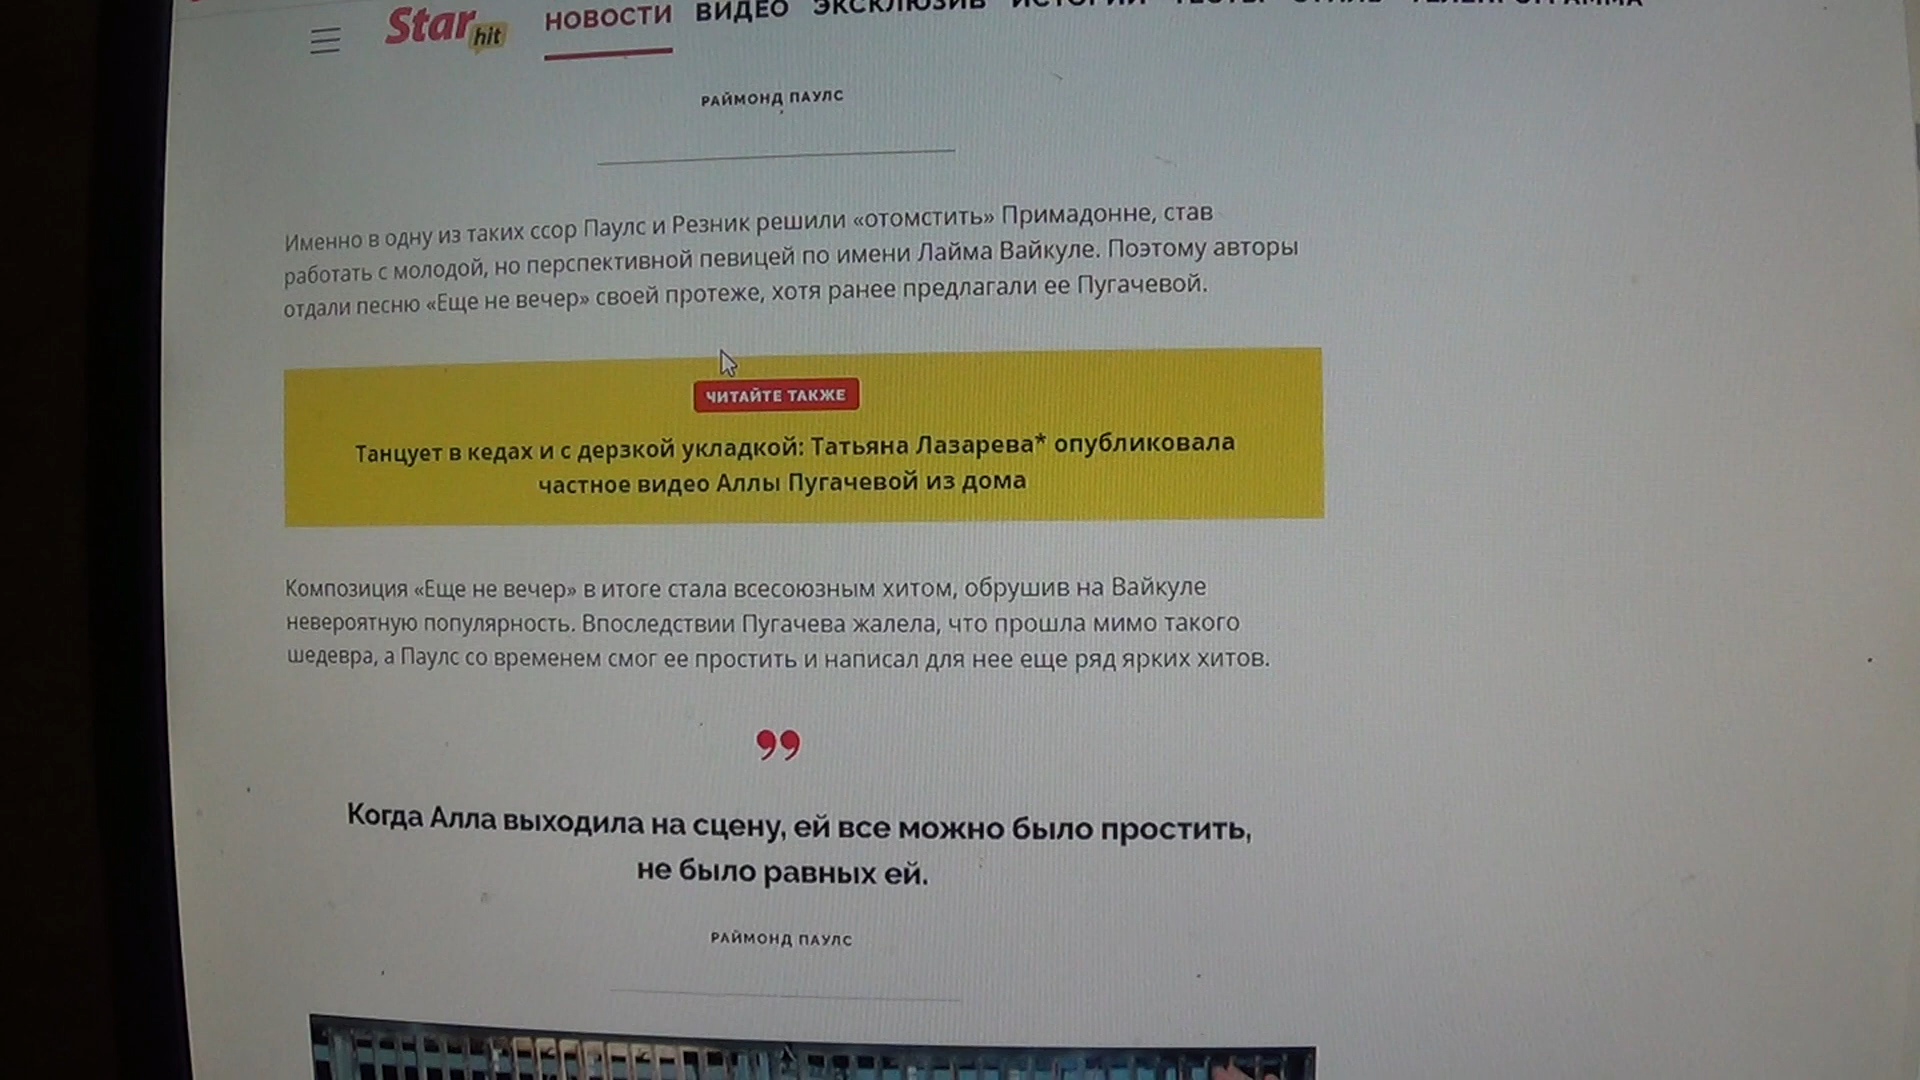 Star hit
НОВОСТИ ВИДЕО ЭКСКЛЮЗИВ ИСТОРИИ ТЕСТЫ СТИЛЬ ТЕЛЕПРОГРАММА
РАЙМОНД ПАУЛС
Именно в одну из таких ссор Паулс и Резник решили «отомстить» Примадонне, став
работать с молодой, но перспективной певицей по имени Лайма Вайкуле. Поэтому авторы
отдали песню «Еще не вечер» своей протеже, хотя ранее предлагали ее Пугачевой.
ЧИТАЙТЕ ТАКЖЕ
Танцует в кедах и с дерзкой укладкой: Татьяна Лазарева* опубликовала
частное видео Аллы Пугачевой из дома
Композиция «Еще не вечер» в итоге стала всесоюзным хитом, обрушив на Вайкуле
невероятную популярность. Впоследствии Пугачева жалела, что прошла мимо такого
шедевра, а Паулс со временем смог ее простить и написал для нее еще ряд ярких хитов.
”
Когда Алла выходила на сцену, ей все можно было простить,
не было равных ей.
РАЙМОНД ПАУЛС